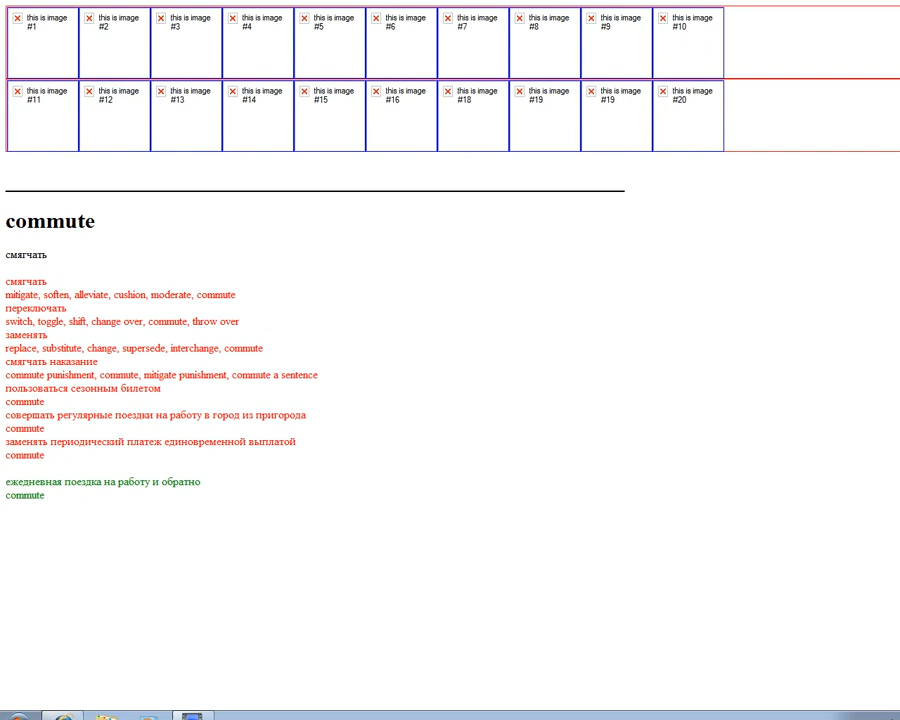 this is image #1 this is image #2 this is image #3 this is image #4 this is image #5 this is image #6 this is image #7 this is image #8 this is image #9 this is image #10
this is image #11 this is image #12 this is image #13 this is image #14 this is image #15 this is image #16 this is image #18 this is image #19 this is image #19 this is image #20
commute
смягчать
смягчать
mitigate, soften, alleviate, cushion, moderate, commute
переключать
switch, toggle, shift, change over, commute, throw over
заменять
replace, substitute, change, supersede, interchange, commute
смягчать наказание
commute punishment, commute, mitigate punishment, commute a sentence
пользоваться сезонным билетом
commute
совершать регулярные поездки на работу в город из пригорода
commute
заменять периодический платеж единовременной выплатой
commute
ежедневная поездка на работу и обратно
commute